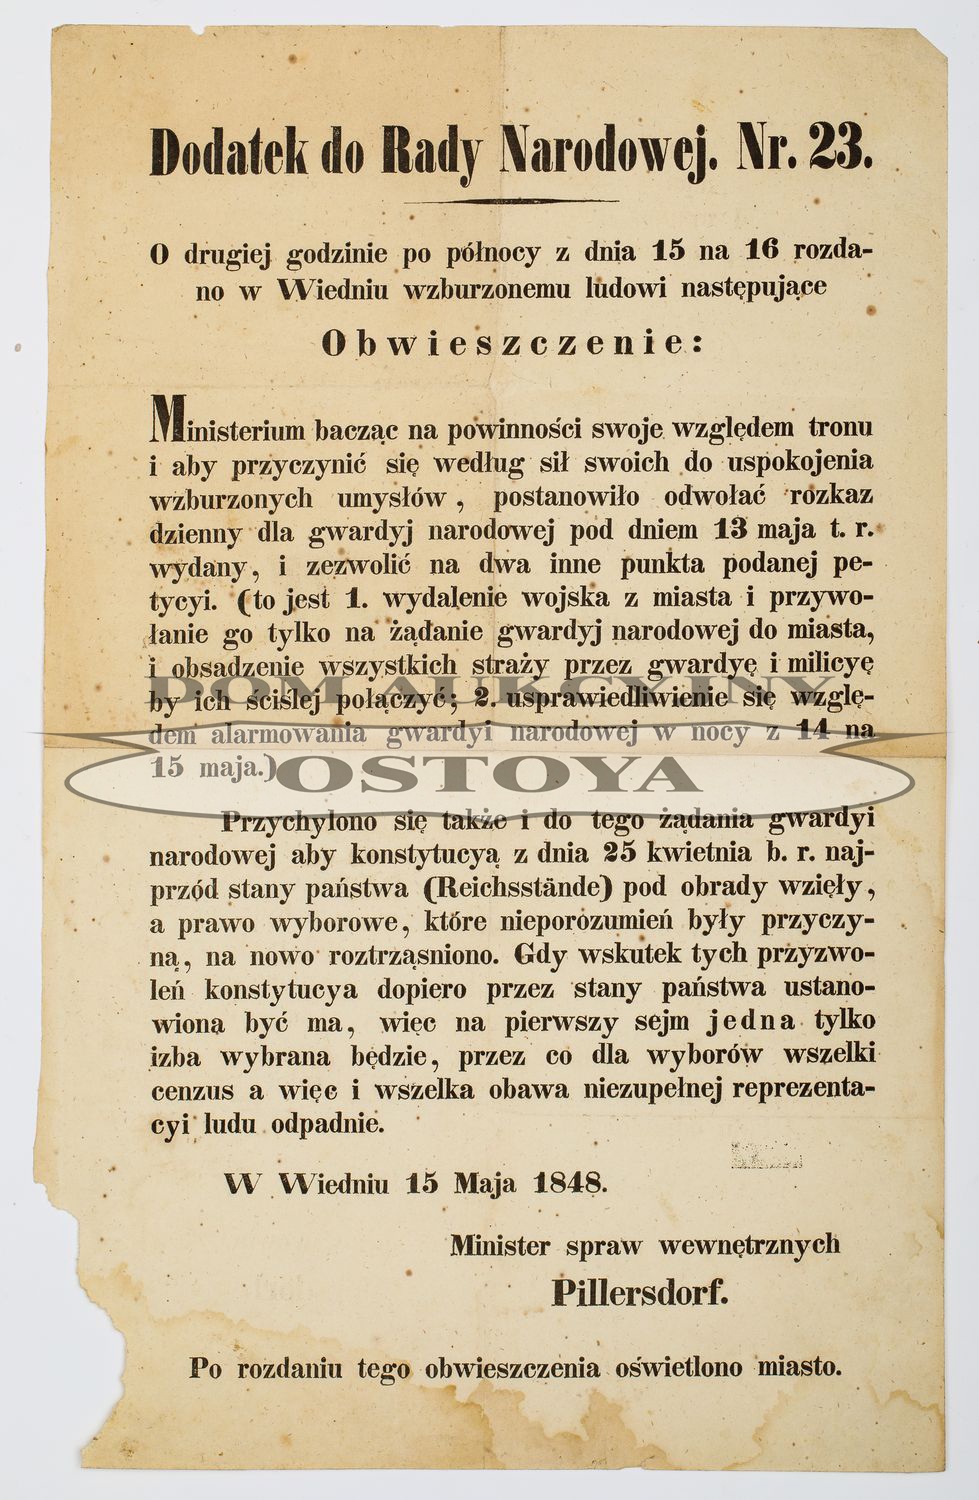 Dodatek do Rady Narodowej. Nr. 23.
O drugiej godzinie po północy z dnia 15 na 16 rozda-
no w Wiedniu wzburzonemu ludowi następujące
Obwieszczenie:
Ministerium bacząc na powinności swoje względem tronu
i aby przyczynić się według sił swoich do uspokojenia
wzburzonych umysłów, postanowiło odwołać rozkaz
dzienny dla gwardyj narodowej pod dniem 13 maja t. r.
wydany, i zezwolić na dwa inne punkta podanej pe-
tycyi. (to jest 1. wydalenie wojska z miasta i przywo-
łanie go tylko na żądanie gwardyj narodowej do miasta,
i obsadzenie wszystkich straży przez gwardyę i milicyę
by ich ściślej połączyć; 2. usprawiedliwienie się wzglę-
dem alarmowania gwardyi narodowej w nocy z 14 na
15 maja.)
DOM AUKCYJNY
OSTOYA
Przychylono się także i do tego żądania gwardyi
narodowej aby konstytucyą z dnia 25 kwietnia b. r. naj-
przód stany państwa (Reichsstände) pod obrady wzięły,
a prawo wyborowe, które nieporozumień były przyczy-
ną, na nowo roztrząsniono. Gdy wskutek tych przyzwo-
leń konstytucya dopiero przez stany państwa ustano-
wioną być ma, więc na pierwszy sejm jedna tylko
izba wybrana będzie, przez co dla wyborów wszelki
cenzus a więc i wszelka obawa niezupełnej reprezenta-
cyi ludu odpadnie.
W Wiedniu 15 Maja 1848.
Minister spraw wewnętrznych
Pillersdorf.
Po rozdaniu tego obwieszczenia oświetlono miasto.